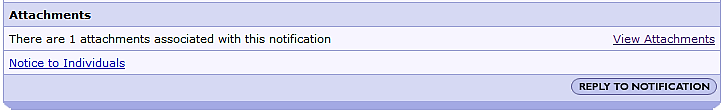 Attachments
There are 1 attachments associated with this notification View Attachments
Notice to Individuals
REPLY TO NOTIFICATION